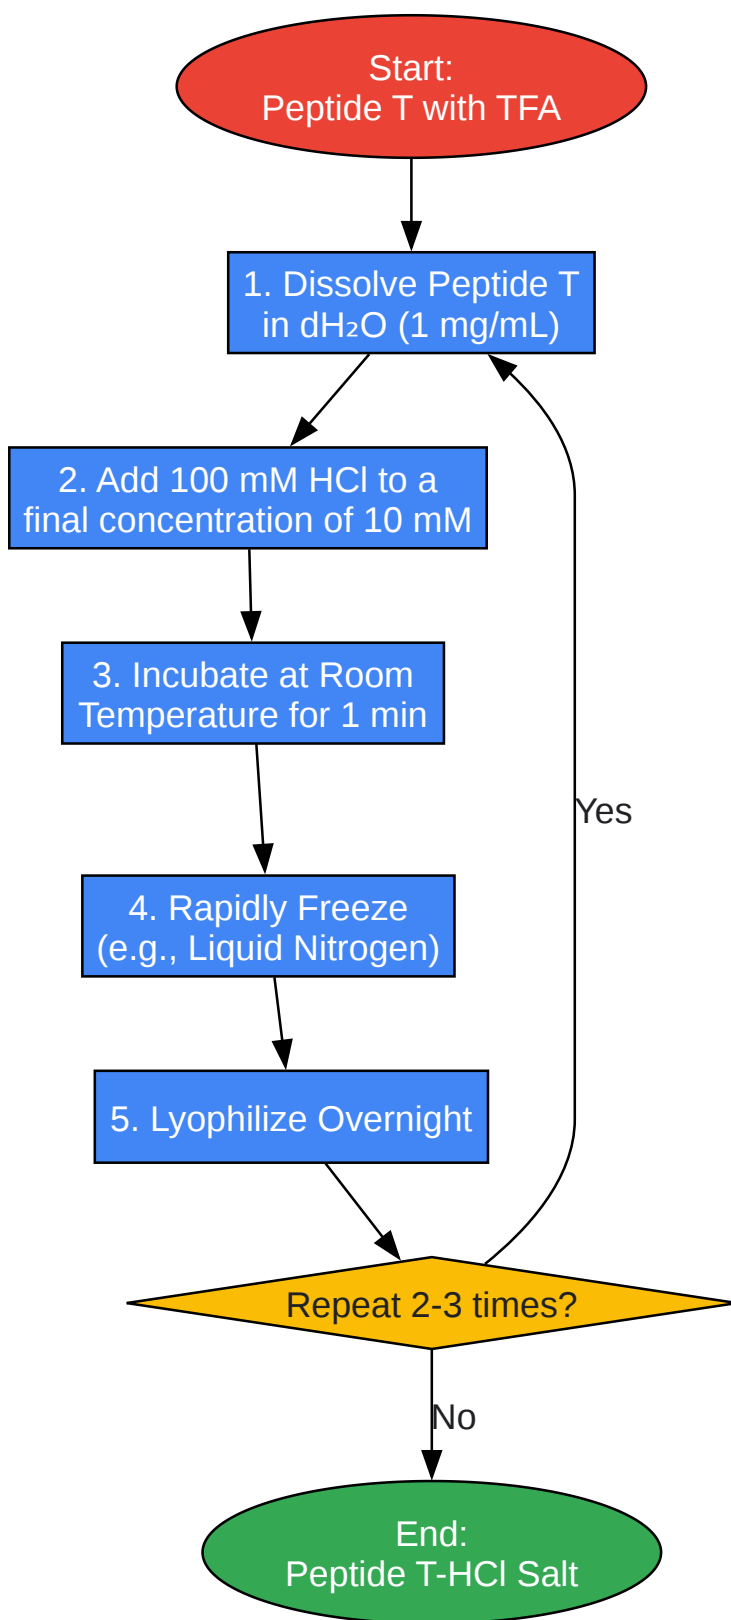 Start:
Peptide T with TFA
1. Dissolve Peptide T
in dH₂O (1 mg/mL)
2. Add 100 mM HCl to a
final concentration of 10 mM
3. Incubate at Room
Temperature for 1 min
Yes
4. Rapidly Freeze
(e.g., Liquid Nitrogen)
5. Lyophilize Overnight
Repeat 2-3 times?
No
End:
Peptide T-HCl Salt